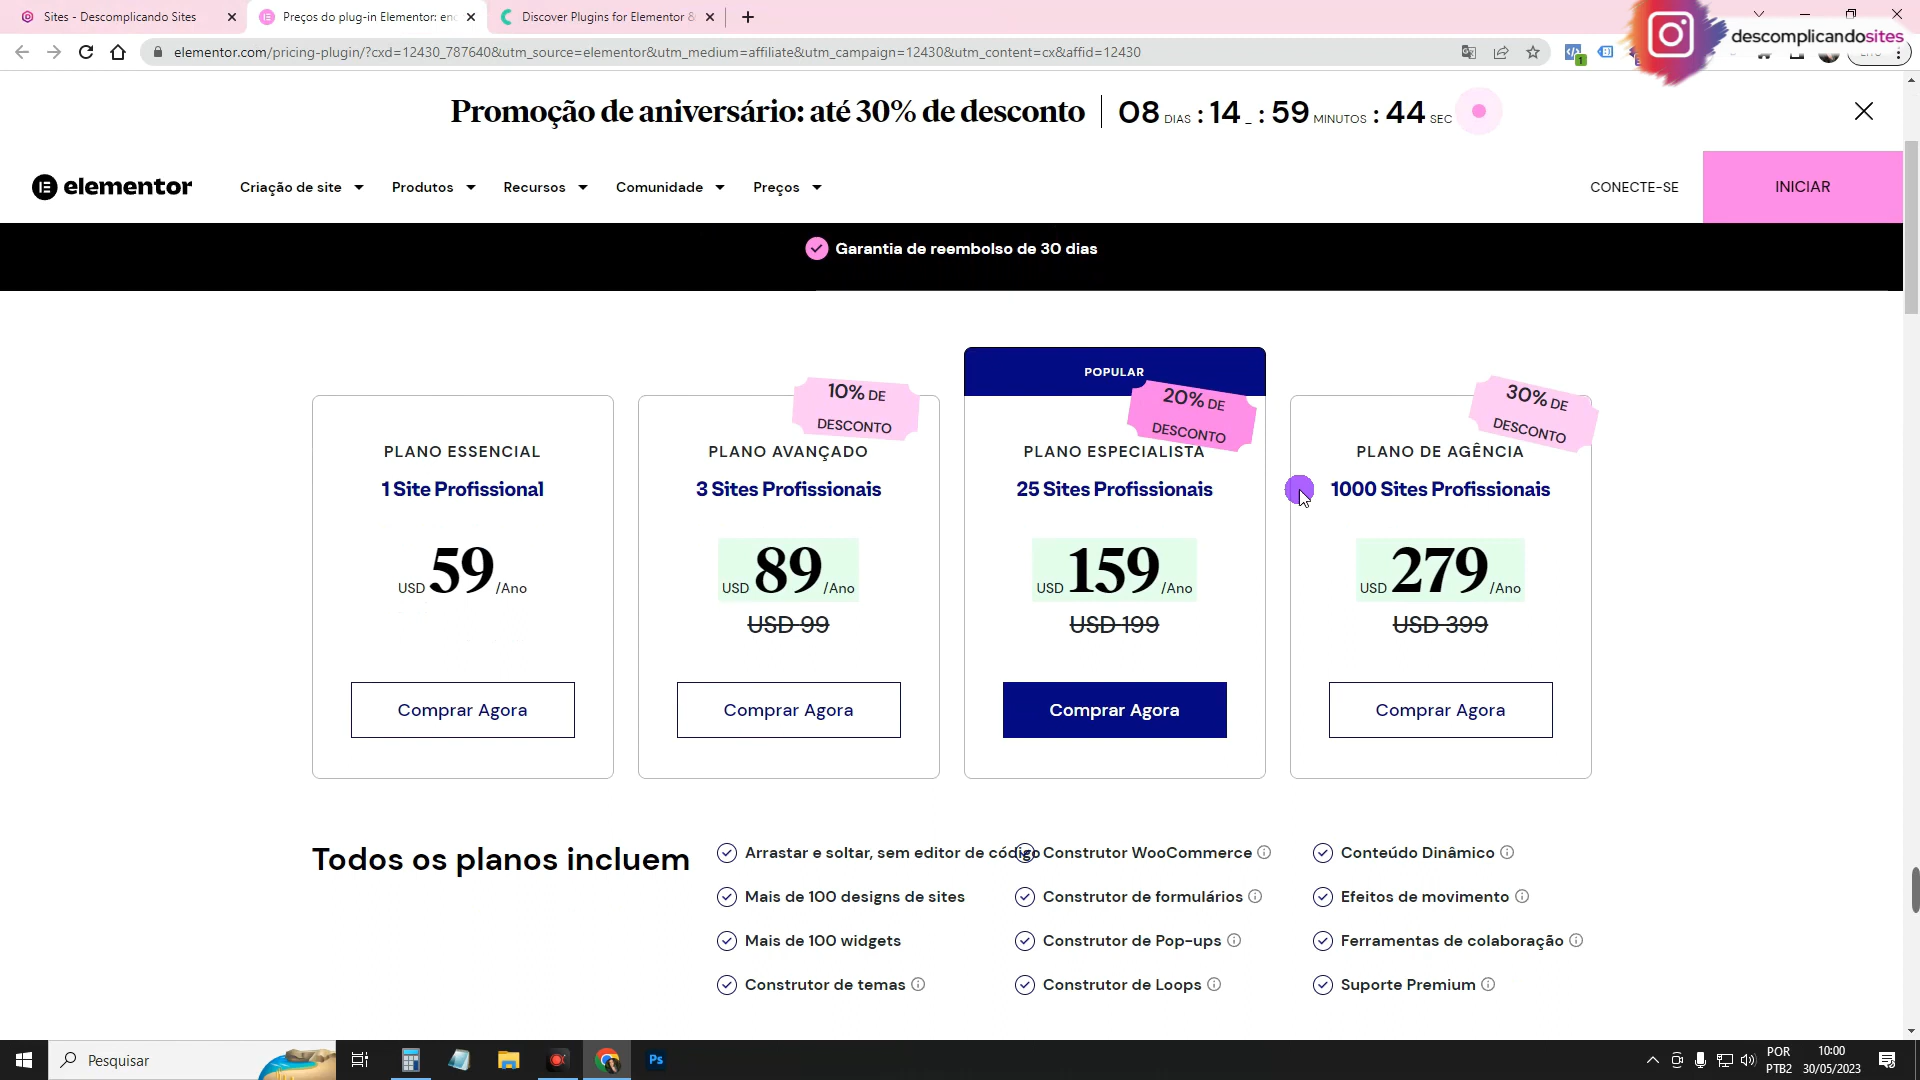 Sites - Descomplicando Sites
Preços do plug-in Elementor: enc
Discover Plugins for Elementor &
elementor.com/pricing-plugin/?cxd=12430_787640&utm_source=elementor&utm_medium=affiliate&utm_campaign=12430&utm_content=cx&affid=12430
descomplicandosites
Promoção de aniversário: até 30% de desconto
08 DIAS : 14 _ : 59 MINUTOS : 44 SEC
elementor
Criação de site
Produtos
Recursos
Comunidade
Preços
CONECTE-SE
INICIAR
Garantia de reembolso de 30 dias
PLANO ESSENCIAL
1 Site Profissional
USD 59 /Ano
Comprar Agora
10% DE
DESCONTO
PLANO AVANÇADO
3 Sites Profissionais
USD 89 /Ano
USD 99
Comprar Agora
POPULAR
20% DE
DESCONTO
PLANO ESPECIALISTA
25 Sites Profissionais
USD 159 /Ano
USD 199
Comprar Agora
30% DE
DESCONTO
PLANO DE AGÊNCIA
1000 Sites Profissionais
USD 279 /Ano
USD 399
Comprar Agora
Todos os planos incluem
Arrastar e soltar, sem editor de código
Mais de 100 designs de sites
Mais de 100 widgets
Construtor de temas
Construtor WooCommerce
Construtor de formulários
Construtor de Pop-ups
Construtor de Loops
Conteúdo Dinâmico
Efeitos de movimento
Ferramentas de colaboração
Suporte Premium
Pesquisar
Ps
POR
PTB2
10:00
30/05/2023